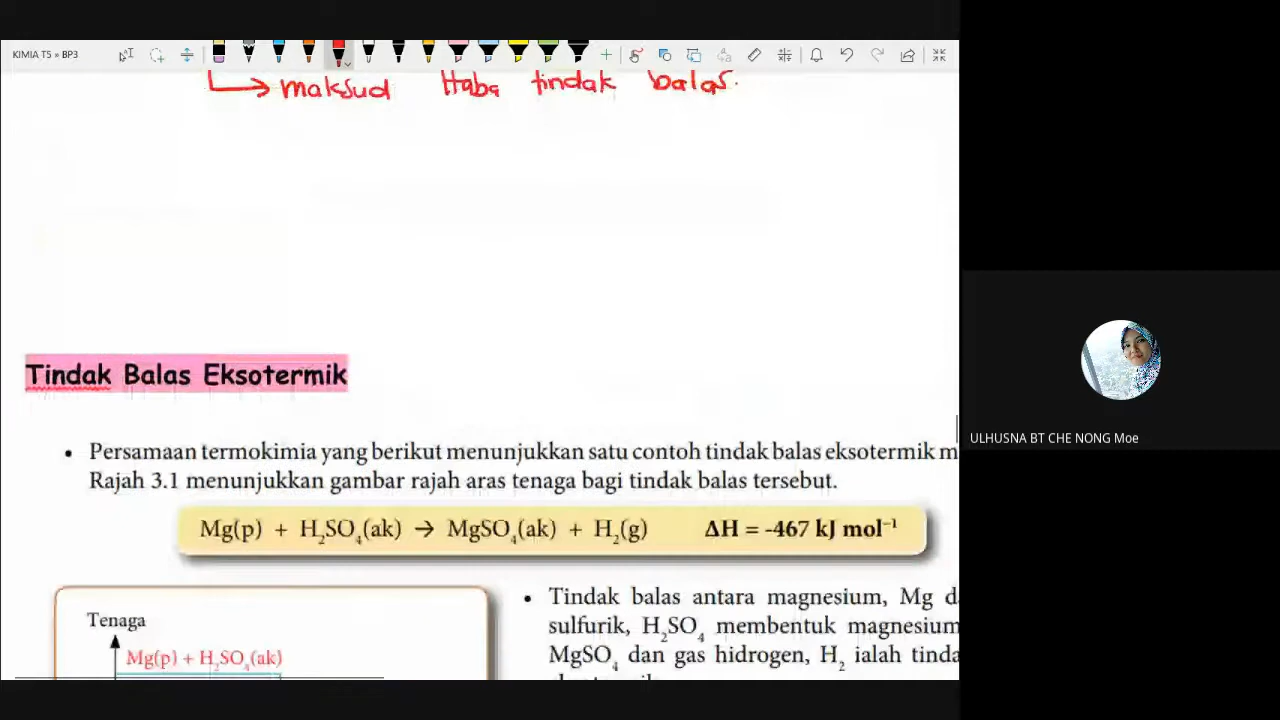 KIMIA T5 » BP3
maksud Haba tindak balas.
Tindak Balas Eksotermik
• Persamaan termokimia yang berikut menunjukkan satu contoh tindak balas eksotermik m
Rajah 3.1 menunjukkan gambar rajah aras tenaga bagi tindak balas tersebut.
Mg(p) + H₂SO₄(ak) → MgSO₄(ak) + H₂(g) ΔH = -467 kJ mol⁻¹
Tenaga
Mg(p) + H₂SO₄(ak)
• Tindak balas antara magnesium, Mg d
sulfurik, H₂SO₄ membentuk magnesium
MgSO₄ dan gas hidrogen, H₂ ialah tinda
ULHUSNA BT CHE NONG Moe